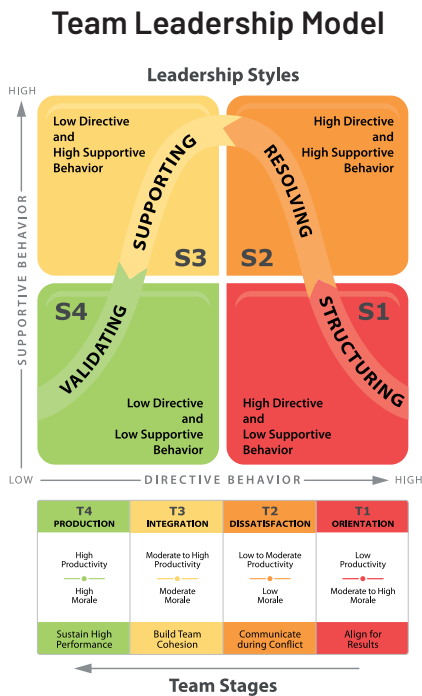 Team Leadership Model
Leadership Styles
HIGH
SUPPORTIVE BEHAVIOR
Low Directive
and
High Supportive
Behavior
SUPPORTING
S3
High Directive
and
High Supportive
Behavior
RESOLVING
S2
S4
VALIDATING
Low Directive
and
Low Supportive
Behavior
S1
STRUCTURING
High Directive
and
Low Supportive
Behavior
LOW
DIRECTIVE BEHAVIOR
HIGH
T4
PRODUCTION
High
Productivity
High
Morale
Sustain High
Performance
T3
INTEGRATION
Moderate to High
Productivity
Moderate
Morale
Build Team
Cohesion
T2
DISSATISFACTION
Low to Moderate
Productivity
Low
Morale
Communicate
during Conflict
T1
ORIENTATION
Low
Productivity
Moderate to High
Morale
Align for
Results
Team Stages